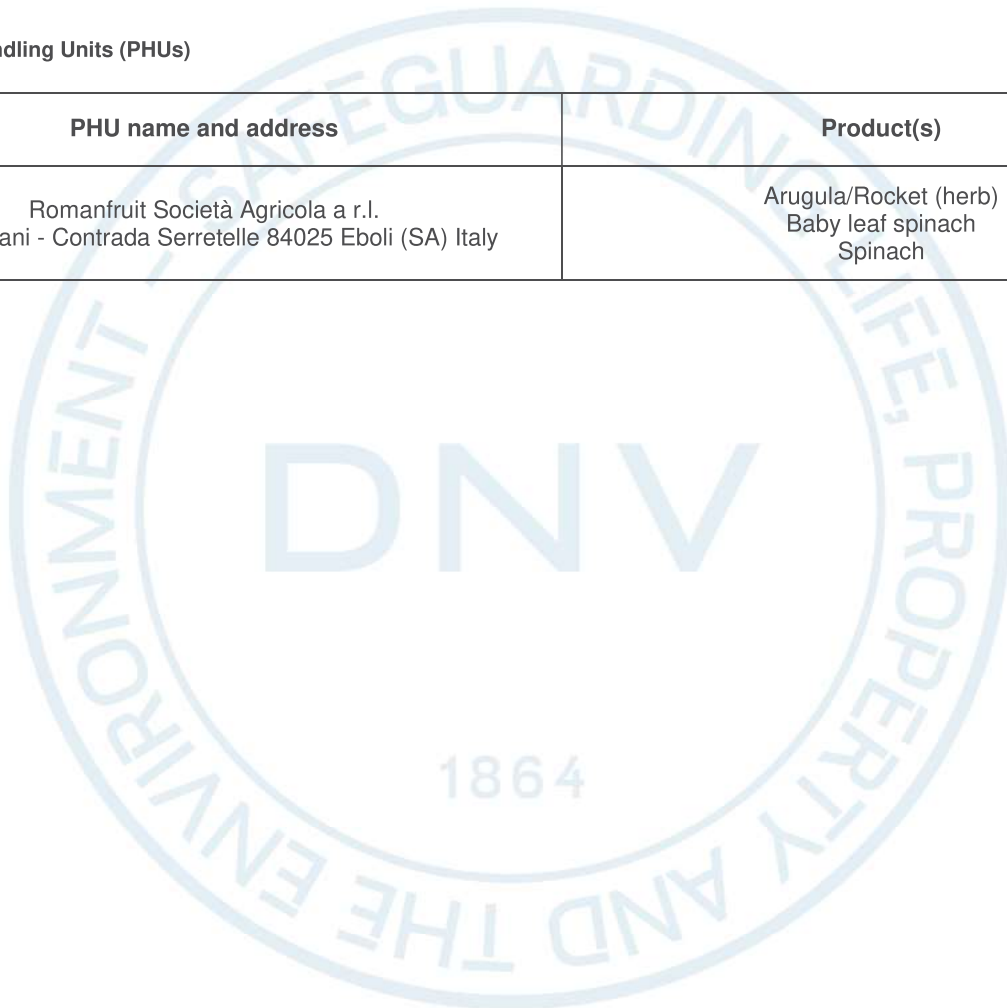 ndling Units (PHUs)
PHU name and address
Product(s)
Romanfruit Società Agricola a r.l.
ani - Contrada Serretelle 84025 Eboli (SA) Italy
Arugula/Rocket (herb)
Baby leaf spinach
Spinach
SAFEGUARDING LIFE, PROPERTY AND THE ENVIRONMENT -
DNV
1864